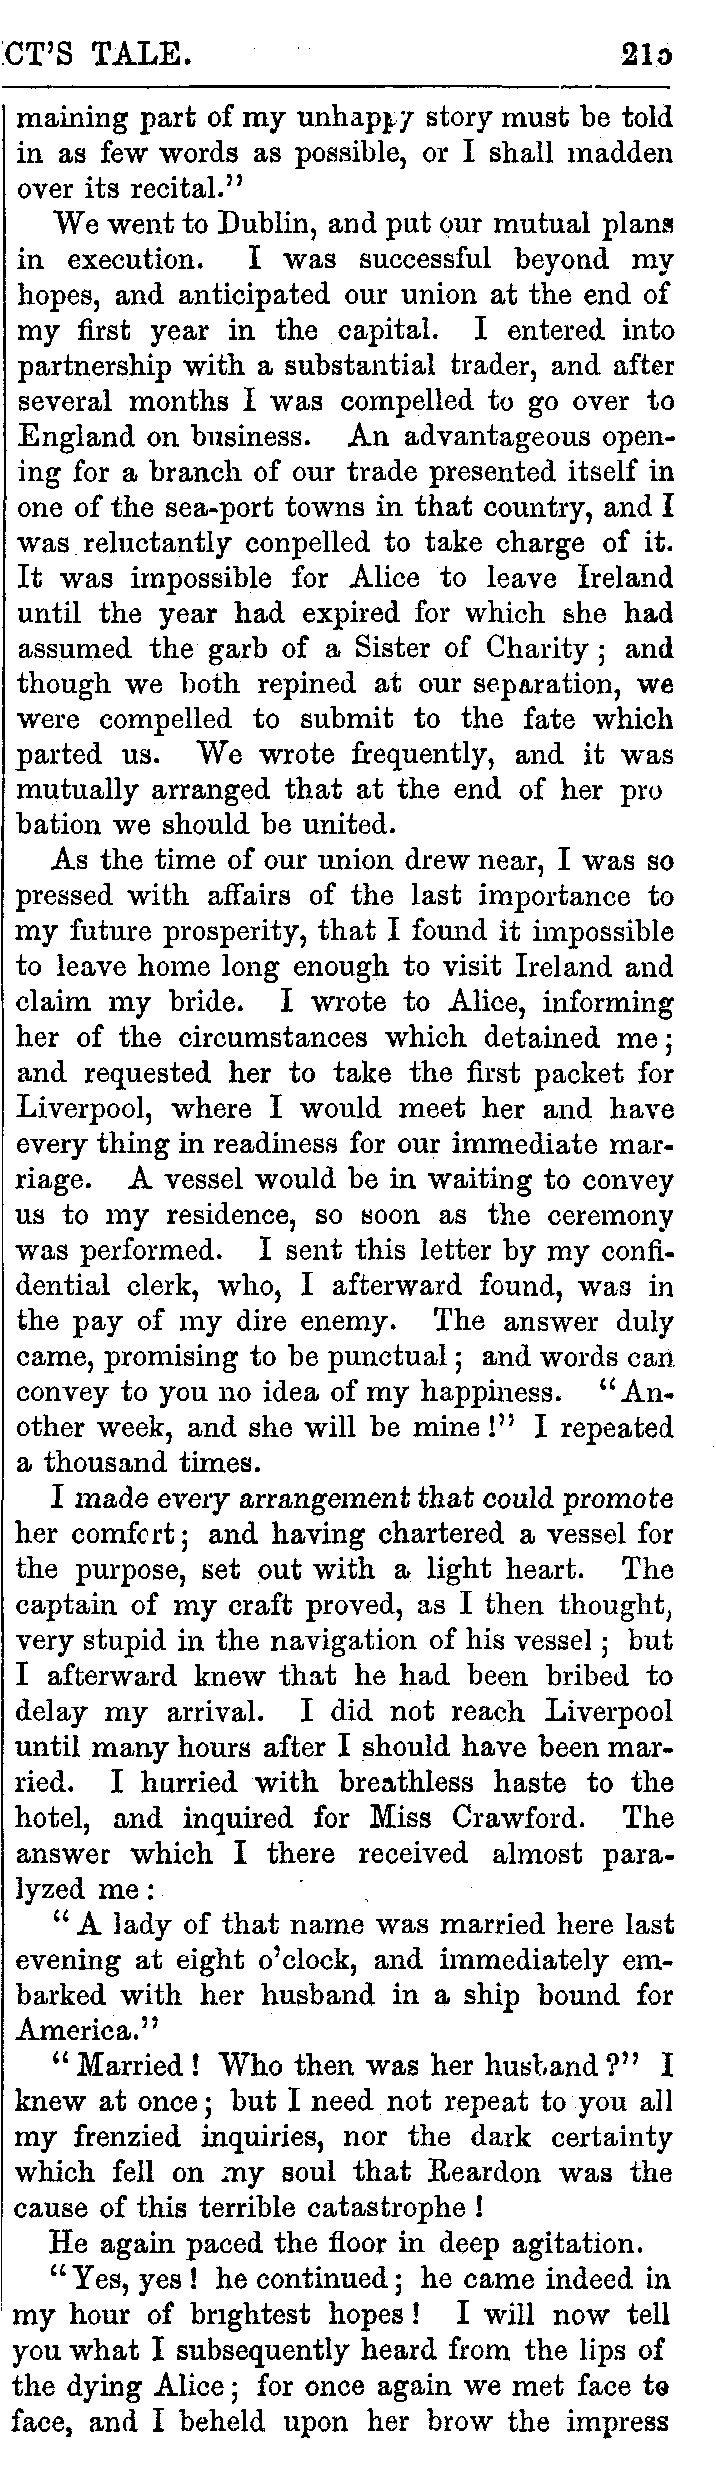 CT'S TALE. 215
maining part of my unhappy story must be told
in as few words as possible, or I shall madden
over its recital."
We went to Dublin, and put our mutual plans
in execution. I was successful beyond my
hopes, and anticipated our union at the end of
my first year in the capital. I entered into
partnership with a substantial trader, and after
several months I was compelled to go over to
England on business. An advantageous open-
ing for a branch of our trade presented itself in
one of the sea-port towns in that country, and I
was reluctantly conpelled to take charge of it.
It was impossible for Alice to leave Ireland
until the year had expired for which she had
assumed the garb of a Sister of Charity; and
though we both repined at our separation, we
were compelled to submit to the fate which
parted us. We wrote frequently, and it was
mutually arranged that at the end of her pro
bation we should be united.
As the time of our union drew near, I was so
pressed with affairs of the last importance to
my future prosperity, that I found it impossible
to leave home long enough to visit Ireland and
claim my bride. I wrote to Alice, informing
her of the circumstances which detained me;
and requested her to take the first packet for
Liverpool, where I would meet her and have
every thing in readiness for our immediate mar-
riage. A vessel would be in waiting to convey
us to my residence, so soon as the ceremony
was performed. I sent this letter by my confi-
dential clerk, who, I afterward found, was in
the pay of my dire enemy. The answer duly
came, promising to be punctual; and words can
convey to you no idea of my happiness. "An-
other week, and she will be mine!" I repeated
a thousand times.
I made every arrangement that could promote
her comfort; and having chartered a vessel for
the purpose, set out with a light heart. The
captain of my craft proved, as I then thought,
very stupid in the navigation of his vessel; but
I afterward knew that he had been bribed to
delay my arrival. I did not reach Liverpool
until many hours after I should have been mar-
ried. I hurried with breathless haste to the
hotel, and inquired for Miss Crawford. The
answer which I there received almost para-
lyzed me:
"A lady of that name was married here last
evening at eight o'clock, and immediately em-
barked with her husband in a ship bound for
America."
"Married! Who then was her husband?" I
knew at once; but I need not repeat to you all
my frenzied inquiries, nor the dark certainty
which fell on my soul that Reardon was the
cause of this terrible catastrophe!
He again paced the floor in deep agitation.
"Yes, yes! he continued; he came indeed in
my hour of brightest hopes! I will now tell
you what I subsequently heard from the lips of
the dying Alice; for once again we met face to
face, and I beheld upon her brow the impress